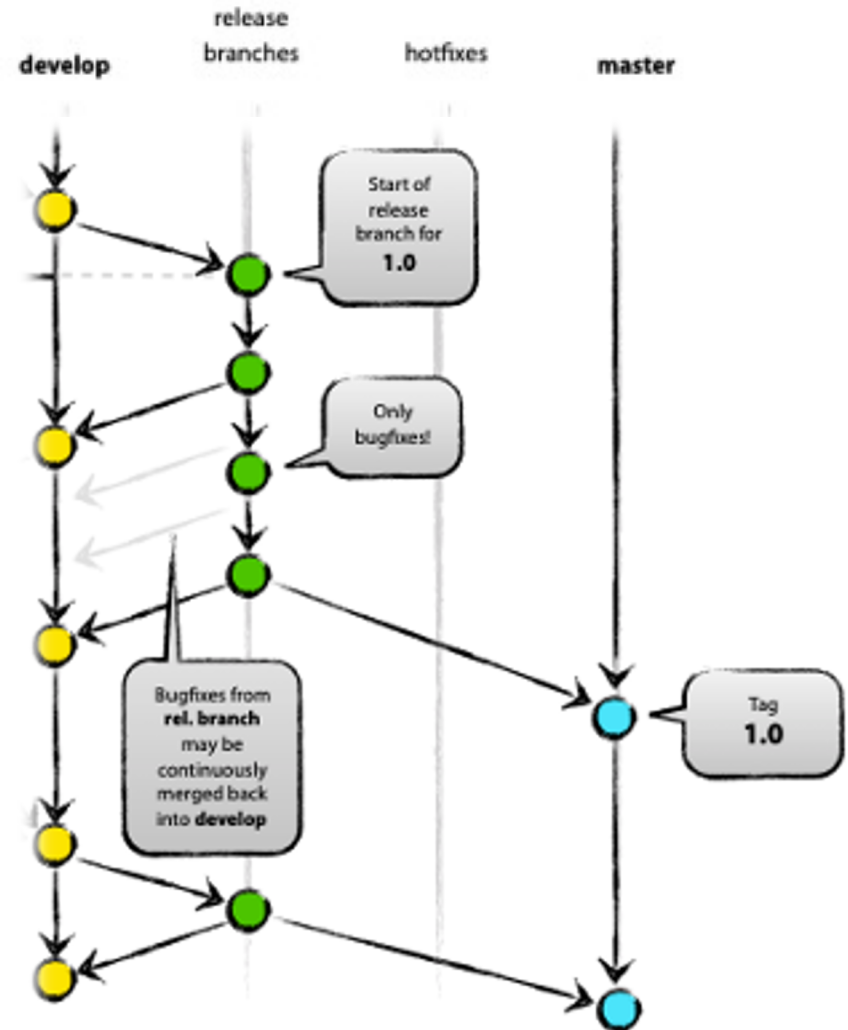 release
branches
develop
hotfixes
master
Start of
release
branch for
1.0
Only
bugfixes!
Bugfixes from
rel. branch
may be
continuously
merged back
into develop
Tag
1.0